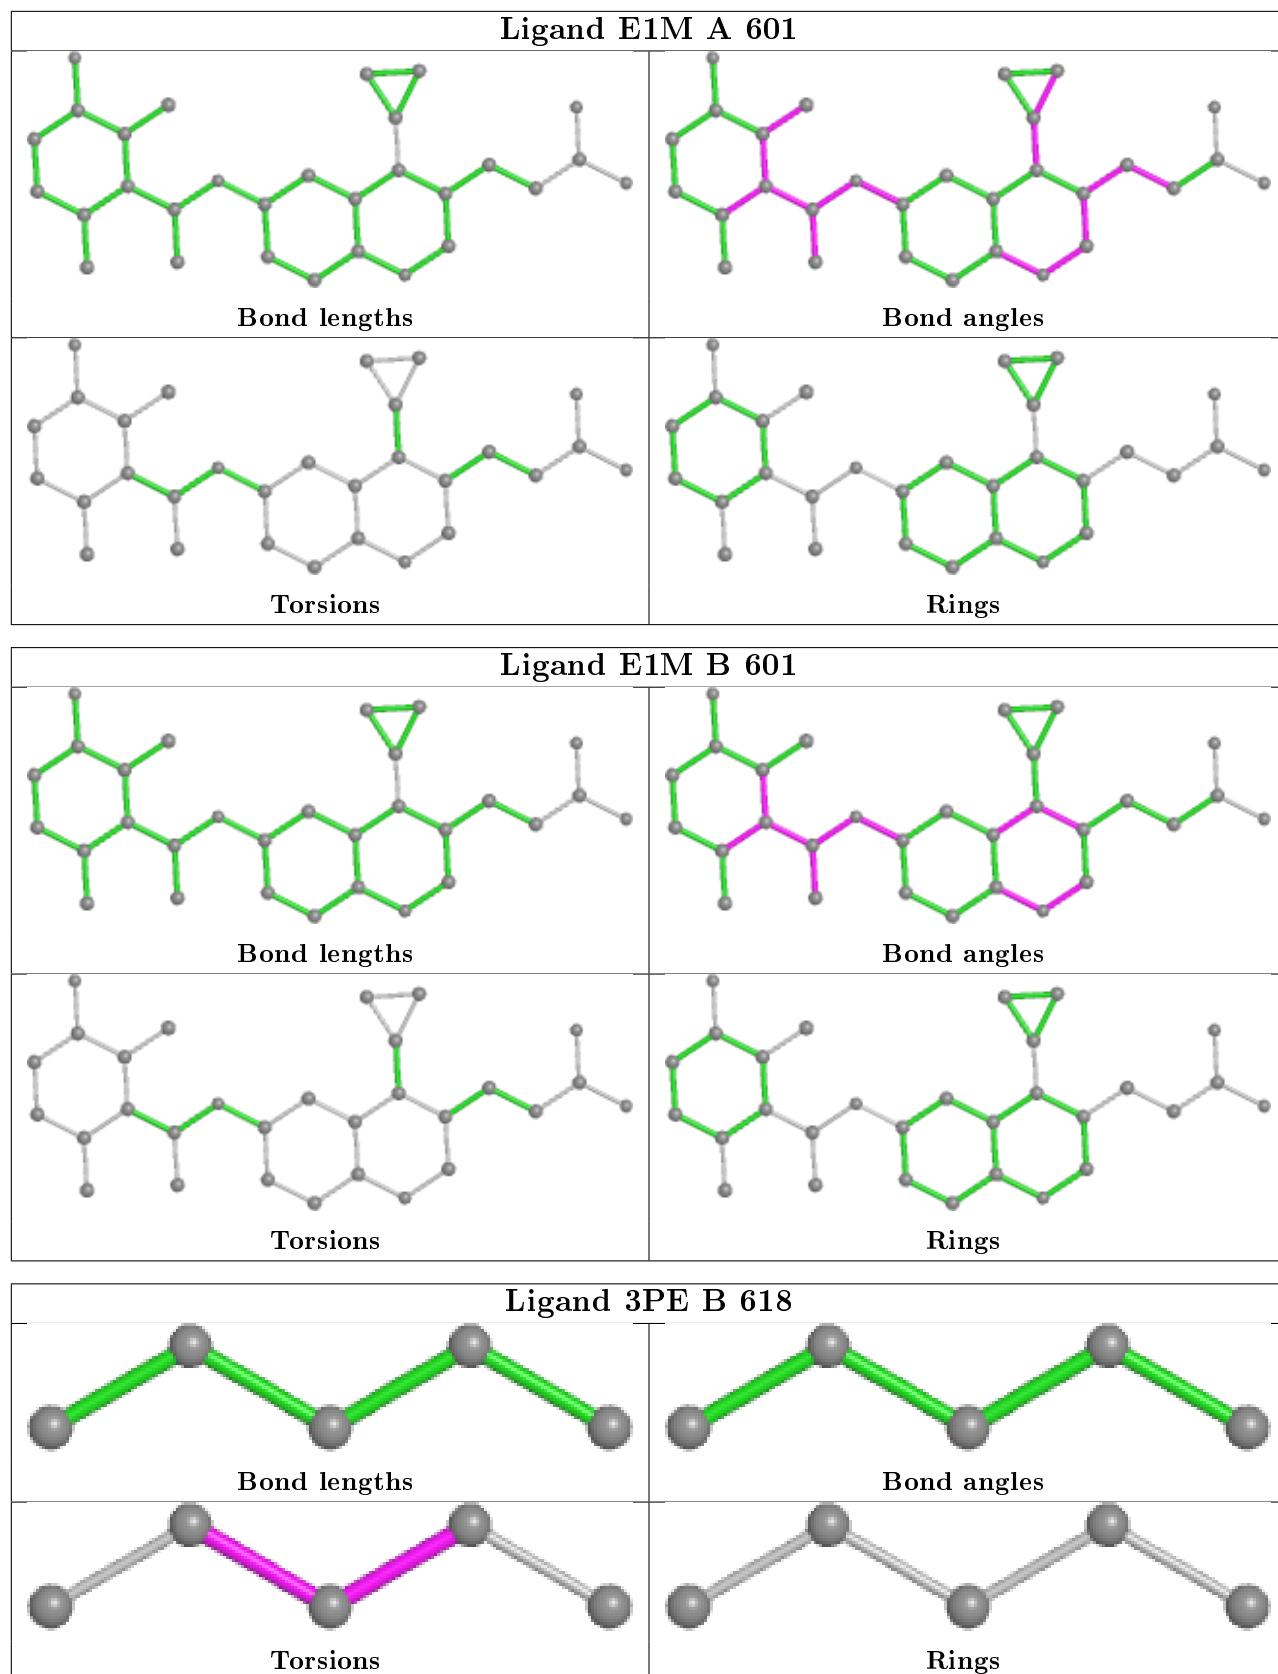 Ligand E1M A 601
Bond lengths
Bond angles
Torsions
Rings
Ligand E1M B 601
Bond lengths
Bond angles
Torsions
Rings
Ligand 3PE B 618
Bond lengths
Bond angles
Torsions
Rings